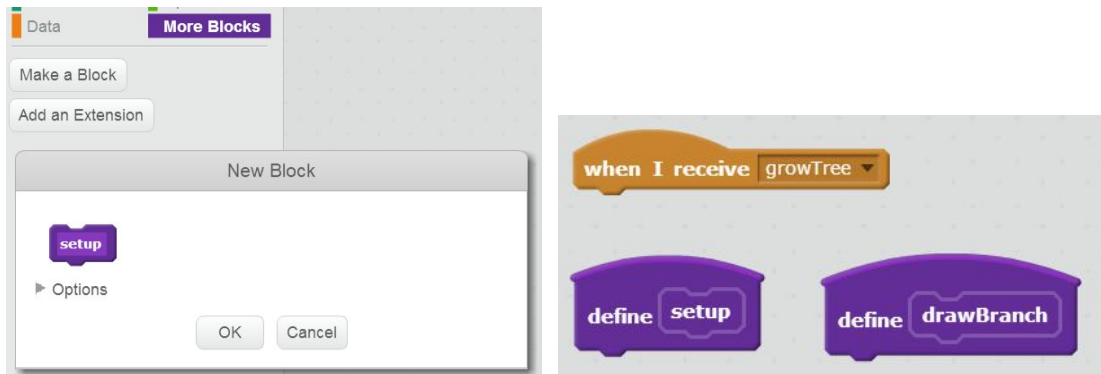 Data More Blocks
Make a Block
Add an Extension
New Block
setup
Options
OK Cancel
when I receive growTree
define setup
define drawBranch